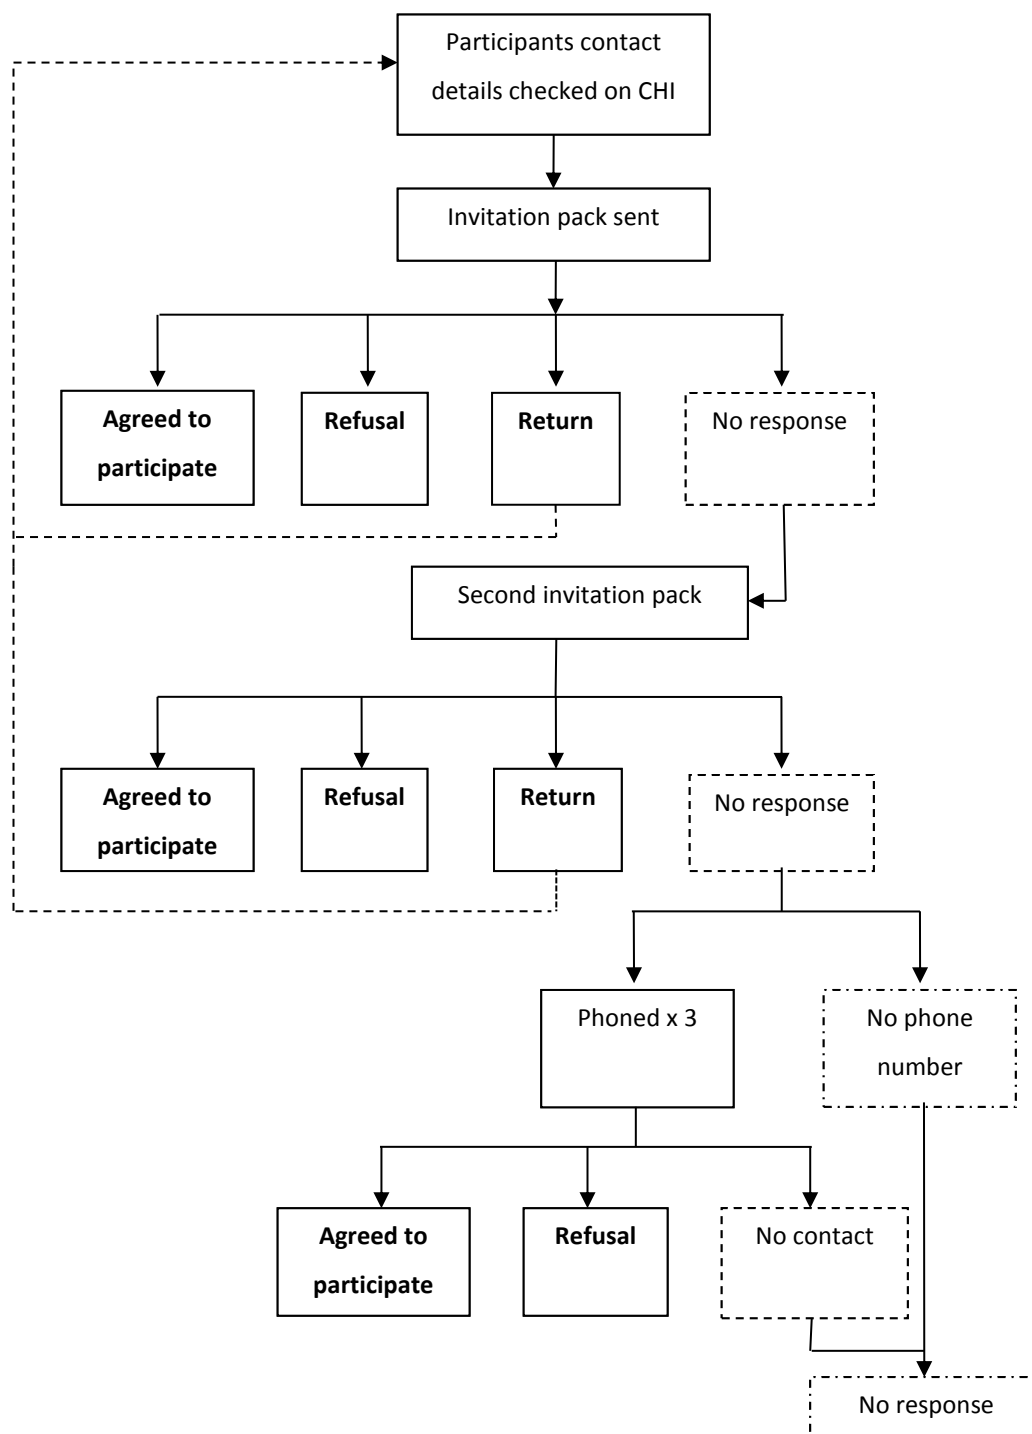 Participants contact
details checked on CHI
Invitation pack sent
Agreed to
participate
Refusal
Return
No response
Second invitation pack
Agreed to
participate
Refusal
Return
No response
Phoned x 3
No phone
number
Agreed to
participate
Refusal
No contact
No response